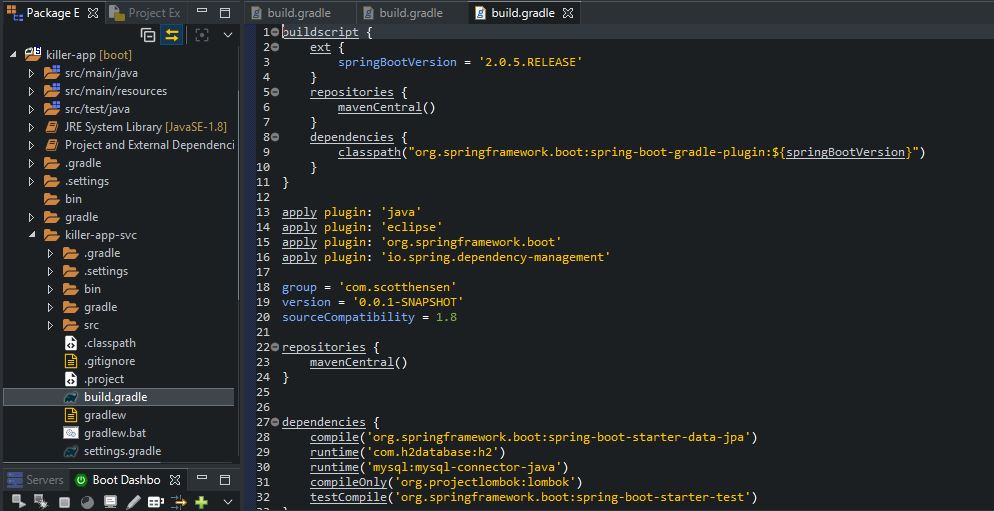 Package E
Project Ex
killer-app [boot]
src/main/java
src/main/resources
src/test/java
JRE System Library [JavaSE-1.8]
Project and External Dependenci
.gradle
.settings
bin
gradle
killer-app-svc
.gradle
.settings
bin
gradle
src
.classpath
.gitignore
.project
build.gradle
gradlew
gradlew.bat
settings.gradle
Servers
Boot Dashbo
build.gradle
build.gradle
build.gradle
1 buildscript {
2 ext {
3 springBootVersion = '2.0.5.RELEASE'
4 }
5 repositories {
6 mavenCentral()
7 }
8 dependencies {
9 classpath("org.springframework.boot:spring-boot-gradle-plugin:${springBootVersion}")
10 }
11 }
12
13 apply plugin: 'java'
14 apply plugin: 'eclipse'
15 apply plugin: 'org.springframework.boot'
16 apply plugin: 'io.spring.dependency-management'
17
18 group = 'com.scotthensen'
19 version = '0.0.1-SNAPSHOT'
20 sourceCompatibility = 1.8
21
22 repositories {
23 mavenCentral()
24 }
25
26
27 dependencies {
28 compile('org.springframework.boot:spring-boot-starter-data-jpa')
29 runtime('com.h2database:h2')
30 runtime('mysql:mysql-connector-java')
31 compileOnly('org.projectlombok:lombok')
32 testCompile('org.springframework.boot:spring-boot-starter-test')